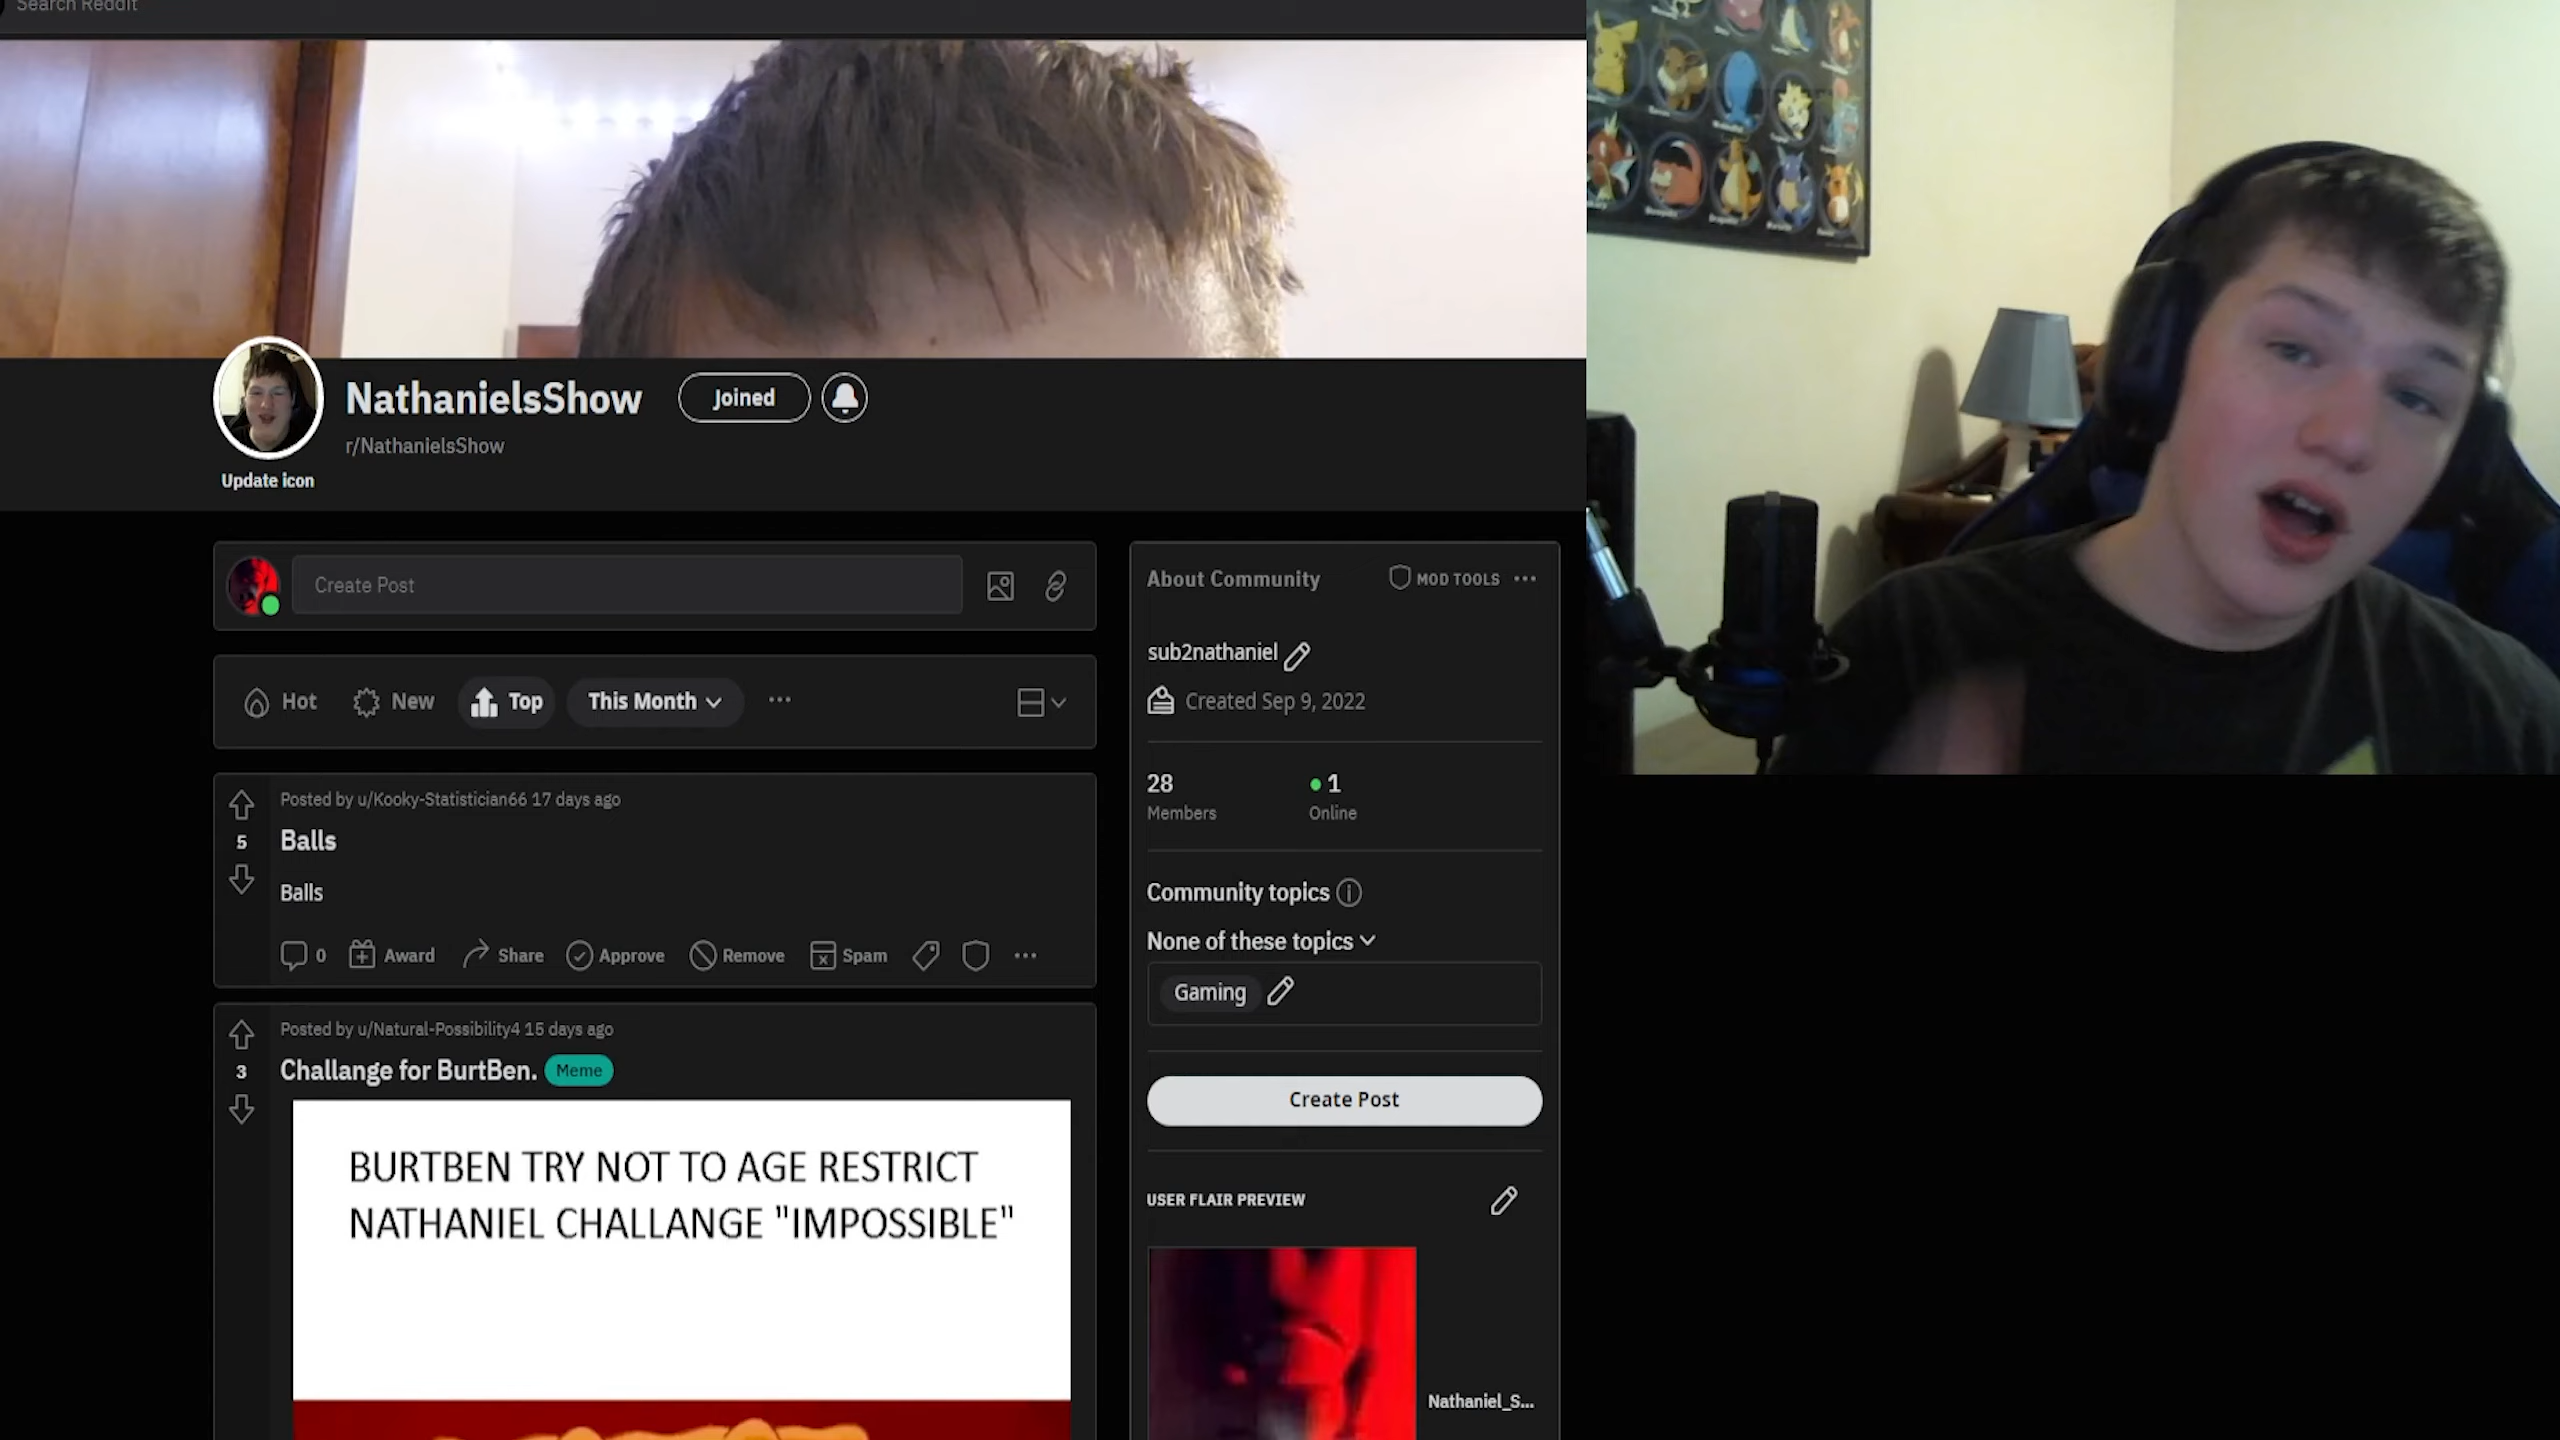 Search Reddit
NathanielsShow
Joined
r/NathanielsShow
Update icon
Create Post
Hot
New
Top
This Month
Posted by u/Kooky-Statistician66 17 days ago
5
Balls
Balls
0
Award
Share
Approve
Remove
Spam
Posted by u/Natural-Possibility4 15 days ago
3
Challange for BurtBen.
Meme
BURTBEN TRY NOT TO AGE RESTRICT
NATHANIEL CHALLANGE "IMPOSSIBLE"
About Community
MOD TOOLS
sub2nathaniel
Created Sep 9, 2022
28
Members
1
Online
Community topics
None of these topics
Gaming
Create Post
USER FLAIR PREVIEW
Nathaniel_S...